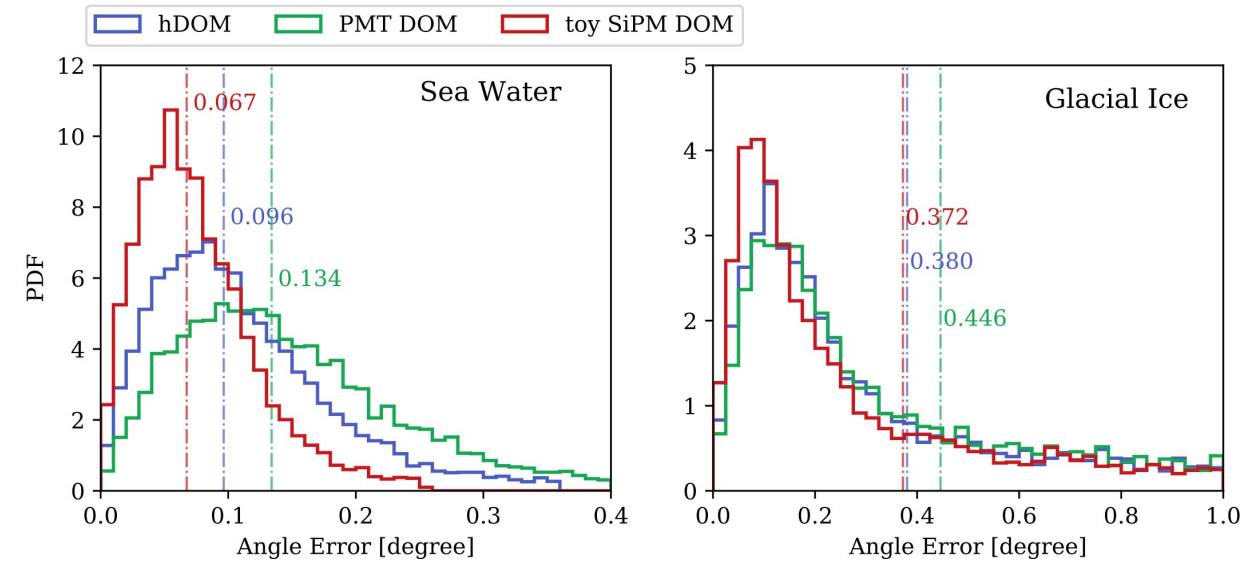 hDOM PMT DOM toy SiPM DOM
Sea Water
PDF
12
10
8
6
4
2
0
0.067
0.096
0.134
0.0 0.1 0.2 0.3 0.4
Angle Error [degree]
Glacial Ice
5
4
3
2
1
0
0.372
0.380
0.446
0.0 0.2 0.4 0.6 0.8 1.0
Angle Error [degree]